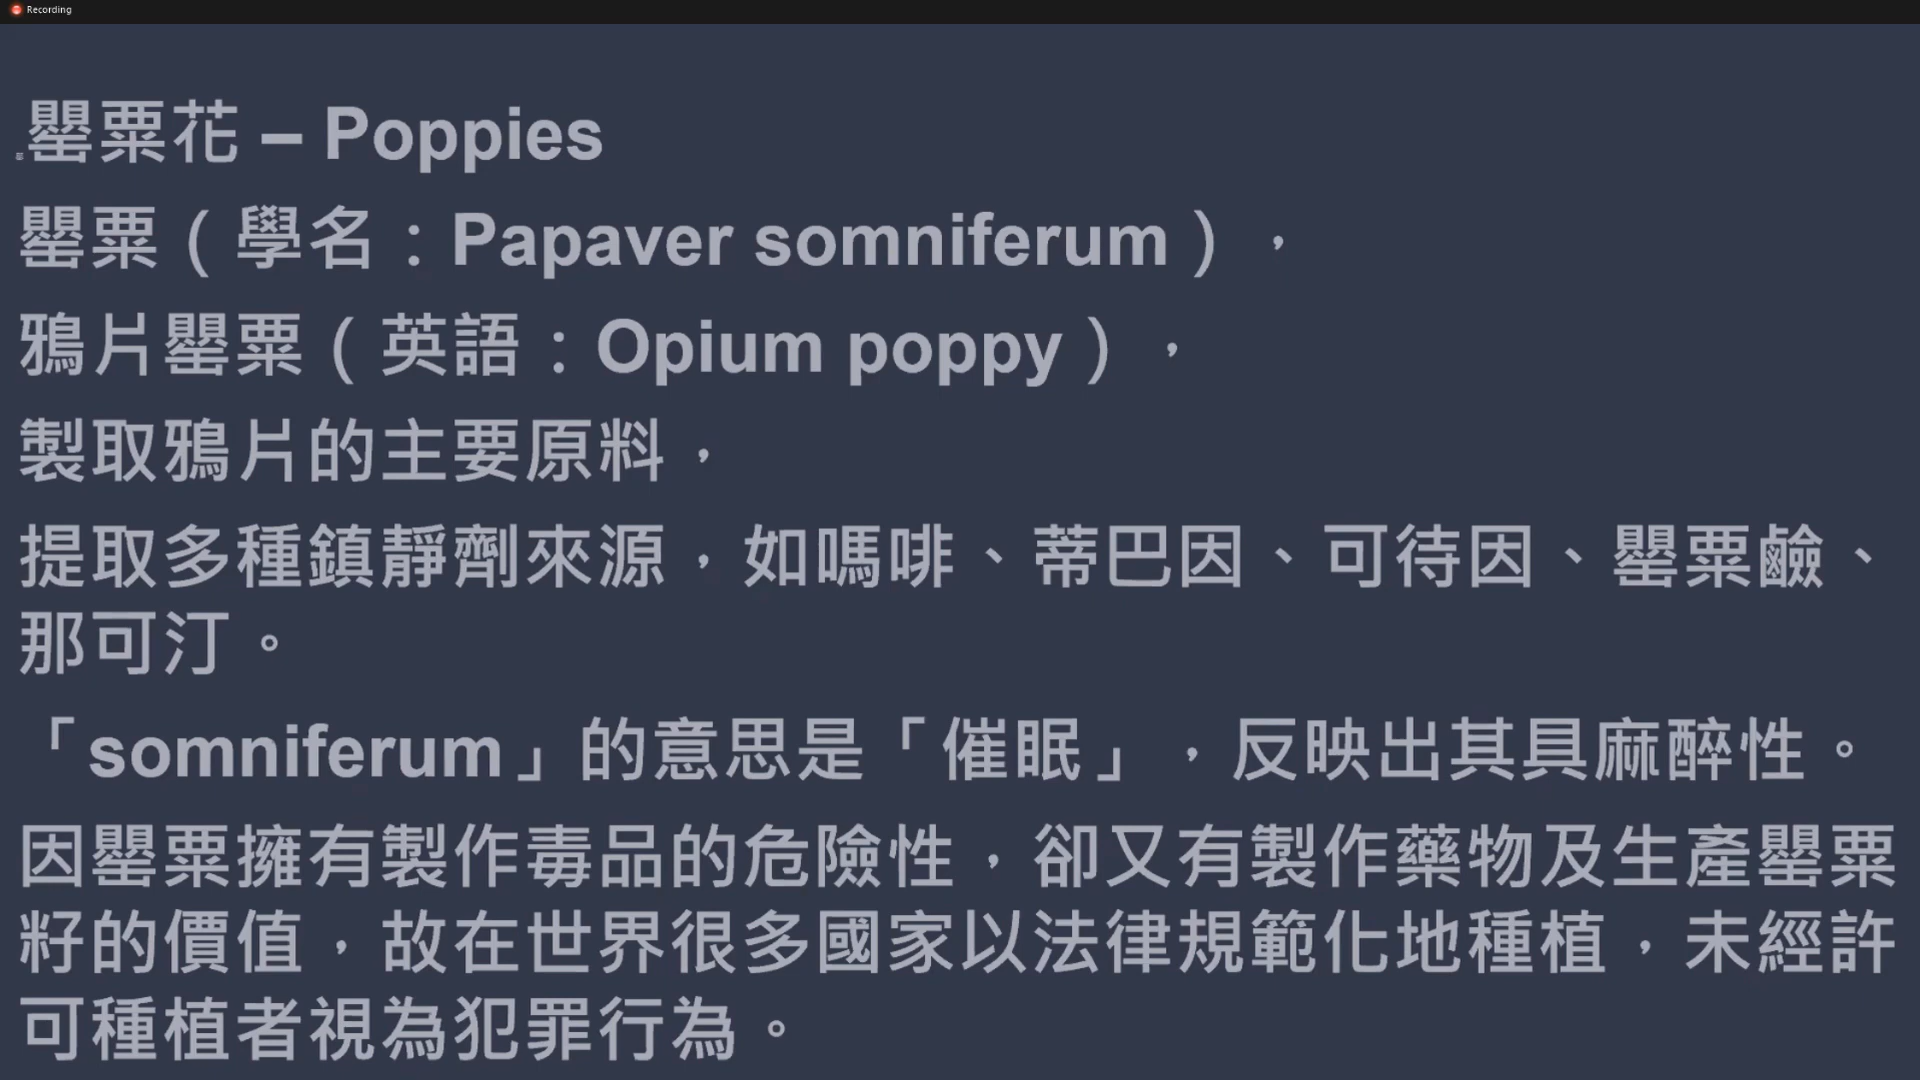 Recording
罌粟花 – Poppies
罌粟（學名：Papaver somniferum），
鴉片罌粟（英語：Opium poppy），
製取鴉片的主要原料，
提取多種鎮靜劑來源，如嗎啡、蒂巴因、可待因、罌粟鹼、
那可汀。
「somniferum」的意思是「催眠」，反映出其具麻醉性。
因罌粟擁有製作毒品的危險性，卻又有製作藥物及生產罌粟
籽的價值，故在世界很多國家以法律規範化地種植，未經許
可種植者視為犯罪行為。